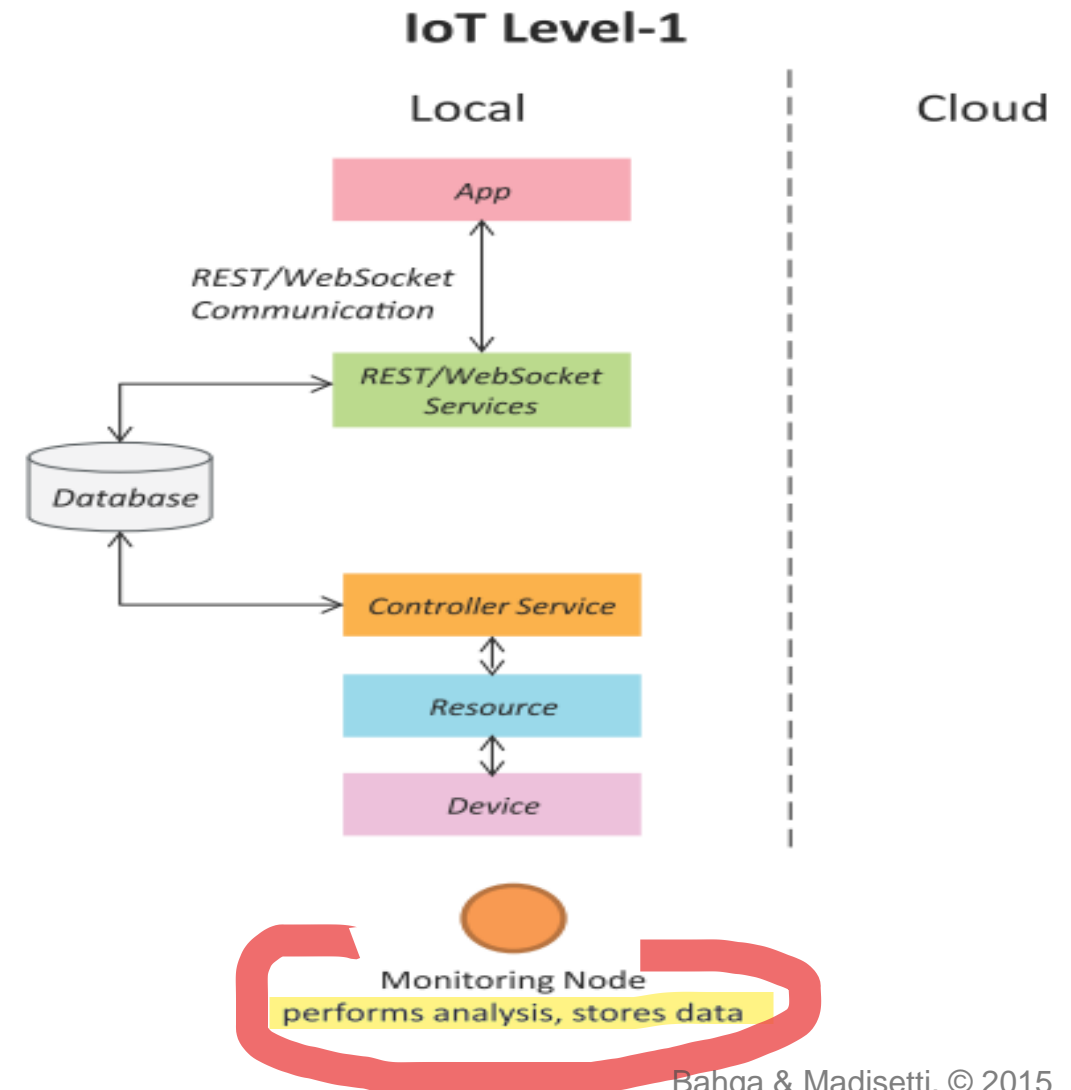 IoT Level-1
Local
Cloud
App
REST/WebSocket
Communication
REST/WebSocket
Services
Database
Controller Service
Resource
Device
Monitoring Node
performs analysis, stores data
Bahga & Madisetti, © 2015